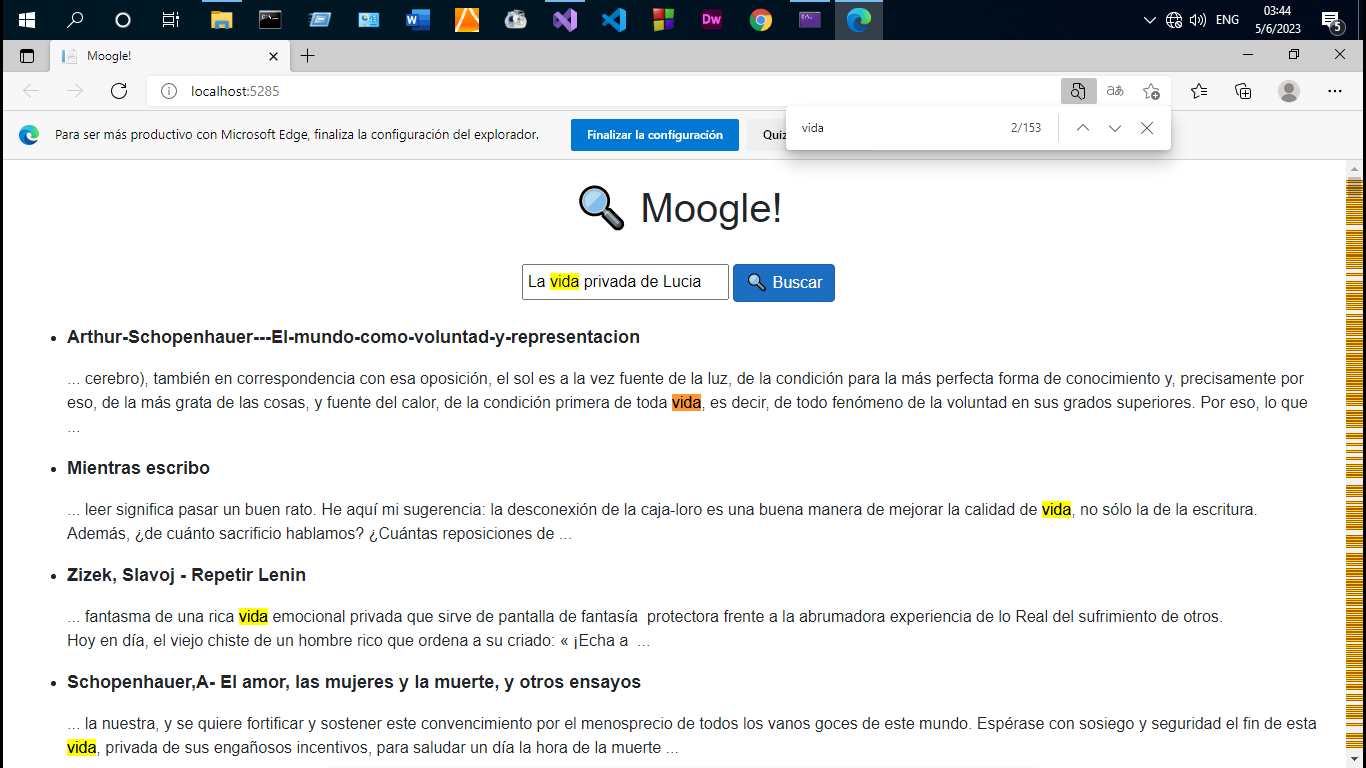 03:44
ENG
5/6/2023
5
Dw
Moogle!
localhost:5285
aあ
Para ser más productivo con Microsoft Edge, finaliza la configuración del explorador.
Finalizar la configuración
Quiz
vida
2/153
🔍 Moogle!
La vida privada de Lucia
🔍 Buscar
• Arthur-Schopenhauer---El-mundo-como-voluntad-y-representacion
... cerebro), también en correspondencia con esa oposición, el sol es a la vez fuente de la luz, de la condición para la más perfecta forma de conocimiento y, precisamente por
eso, de la más grata de las cosas, y fuente del calor, de la condición primera de toda vida, es decir, de todo fenómeno de la voluntad en sus grados superiores. Por eso, lo que
...
• Mientras escribo
... leer significa pasar un buen rato. He aquí mi sugerencia: la desconexión de la caja-loro es una buena manera de mejorar la calidad de vida, no sólo la de la escritura.
Además, ¿de cuánto sacrificio hablamos? ¿Cuántas reposiciones de ...
• Zizek, Slavoj - Repetir Lenin
... fantasma de una rica vida emocional privada que sirve de pantalla de fantasía protectora frente a la abrumadora experiencia de lo Real del sufrimiento de otros.
Hoy en día, el viejo chiste de un hombre rico que ordena a su criado: « ¡Echa a ...
• Schopenhauer,A- El amor, las mujeres y la muerte, y otros ensayos
... la nuestra, y se quiere fortificar y sostener este convencimiento por el menosprecio de todos los vanos goces de este mundo. Espérase con sosiego y seguridad el fin de esta
vida, privada de sus engañosos incentivos, para saludar un día la hora de la muerte ...